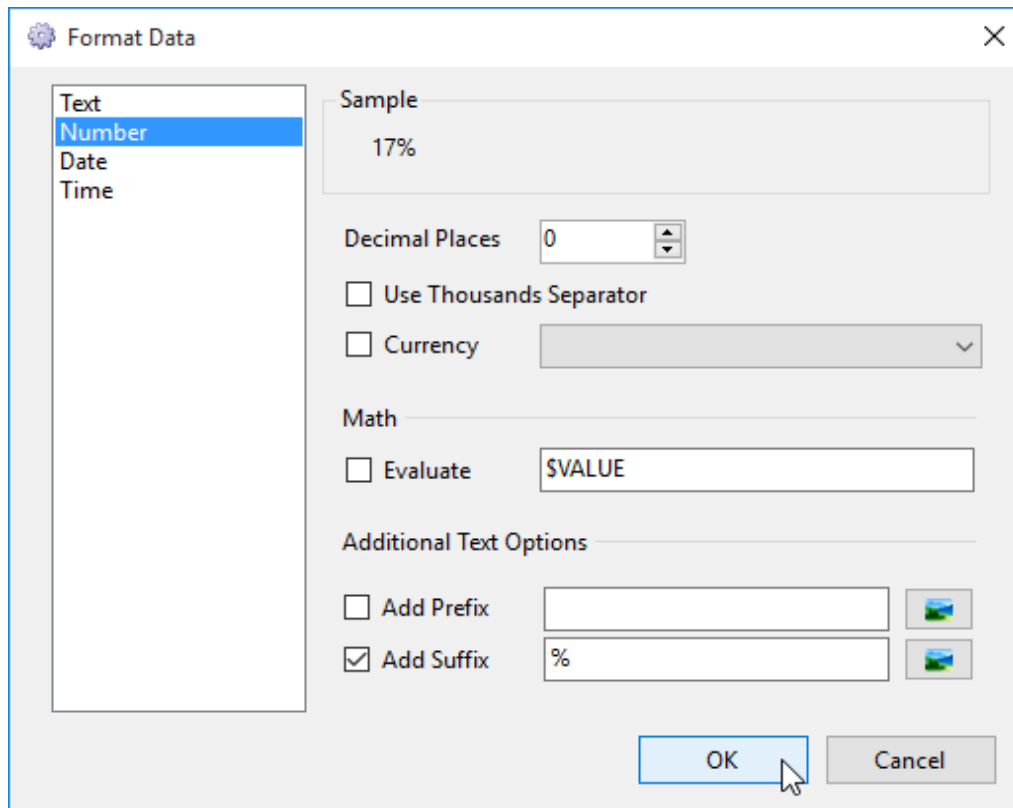 Format Data
Text
Number
Date
Time
Sample
17%
Decimal Places 0
Use Thousands Separator
Currency
Math
Evaluate $VALUE
Additional Text Options
Add Prefix
Add Suffix %
OK Cancel